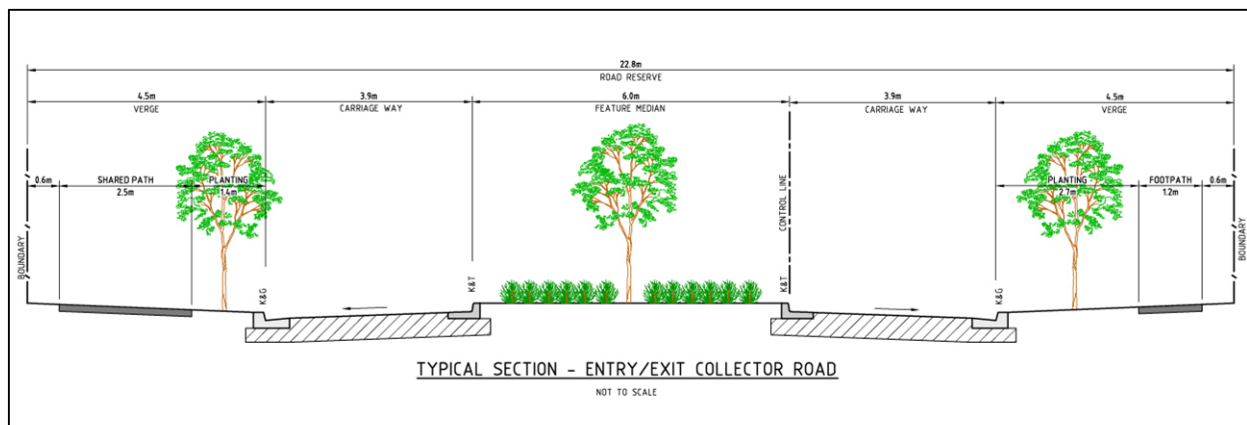 22.8m
ROAD RESERVE
4.5m
VERGE
3.9m
CARRIAGE WAY
6.0m
FEATURE MEDIAN
3.9m
CARRIAGE WAY
4.5m
VERGE
0.6m
SHARED PATH
2.5m
PLANTING
1.4m
PLANTING
2.7m
FOOTPATH
1.2m
0.6m
BOUNDARY
K&G
K&T
CONTROL LINE
K&T
K&G
BOUNDARY
TYPICAL SECTION - ENTRY/EXIT COLLECTOR ROAD
NOT TO SCALE